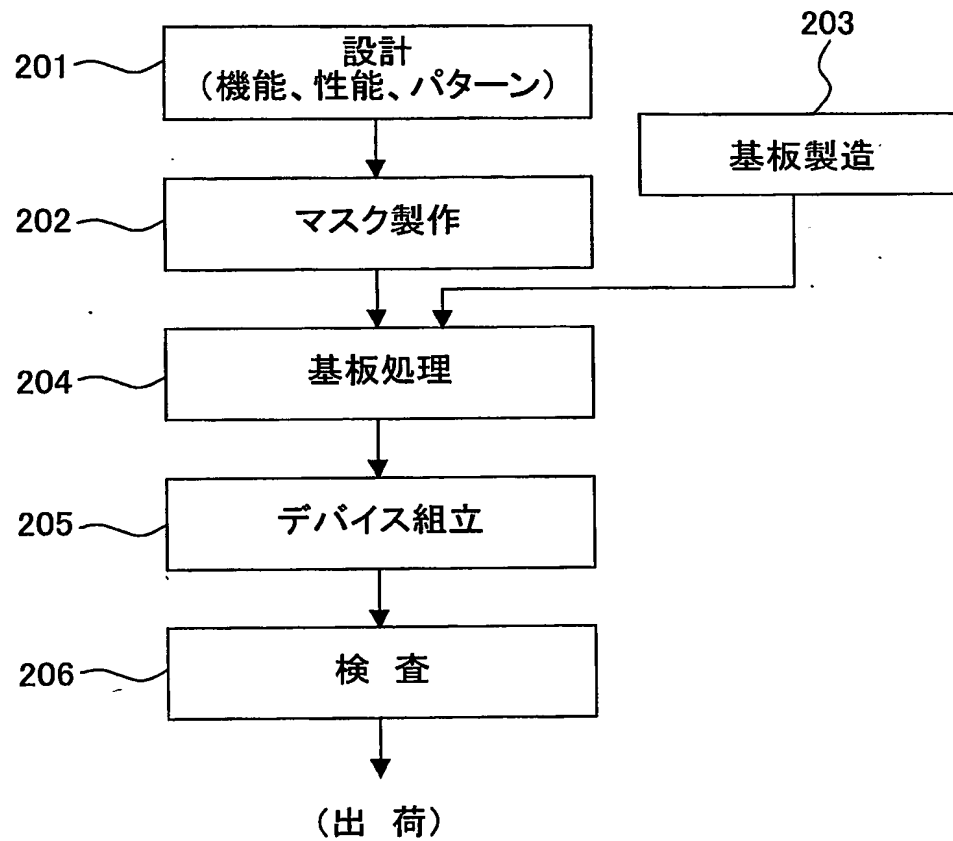 201
設計
(機能、性能、パターン)
203
基板製造
202
マスク製作
204
基板処理
205
デバイス組立
206
検 査
(出 荷)